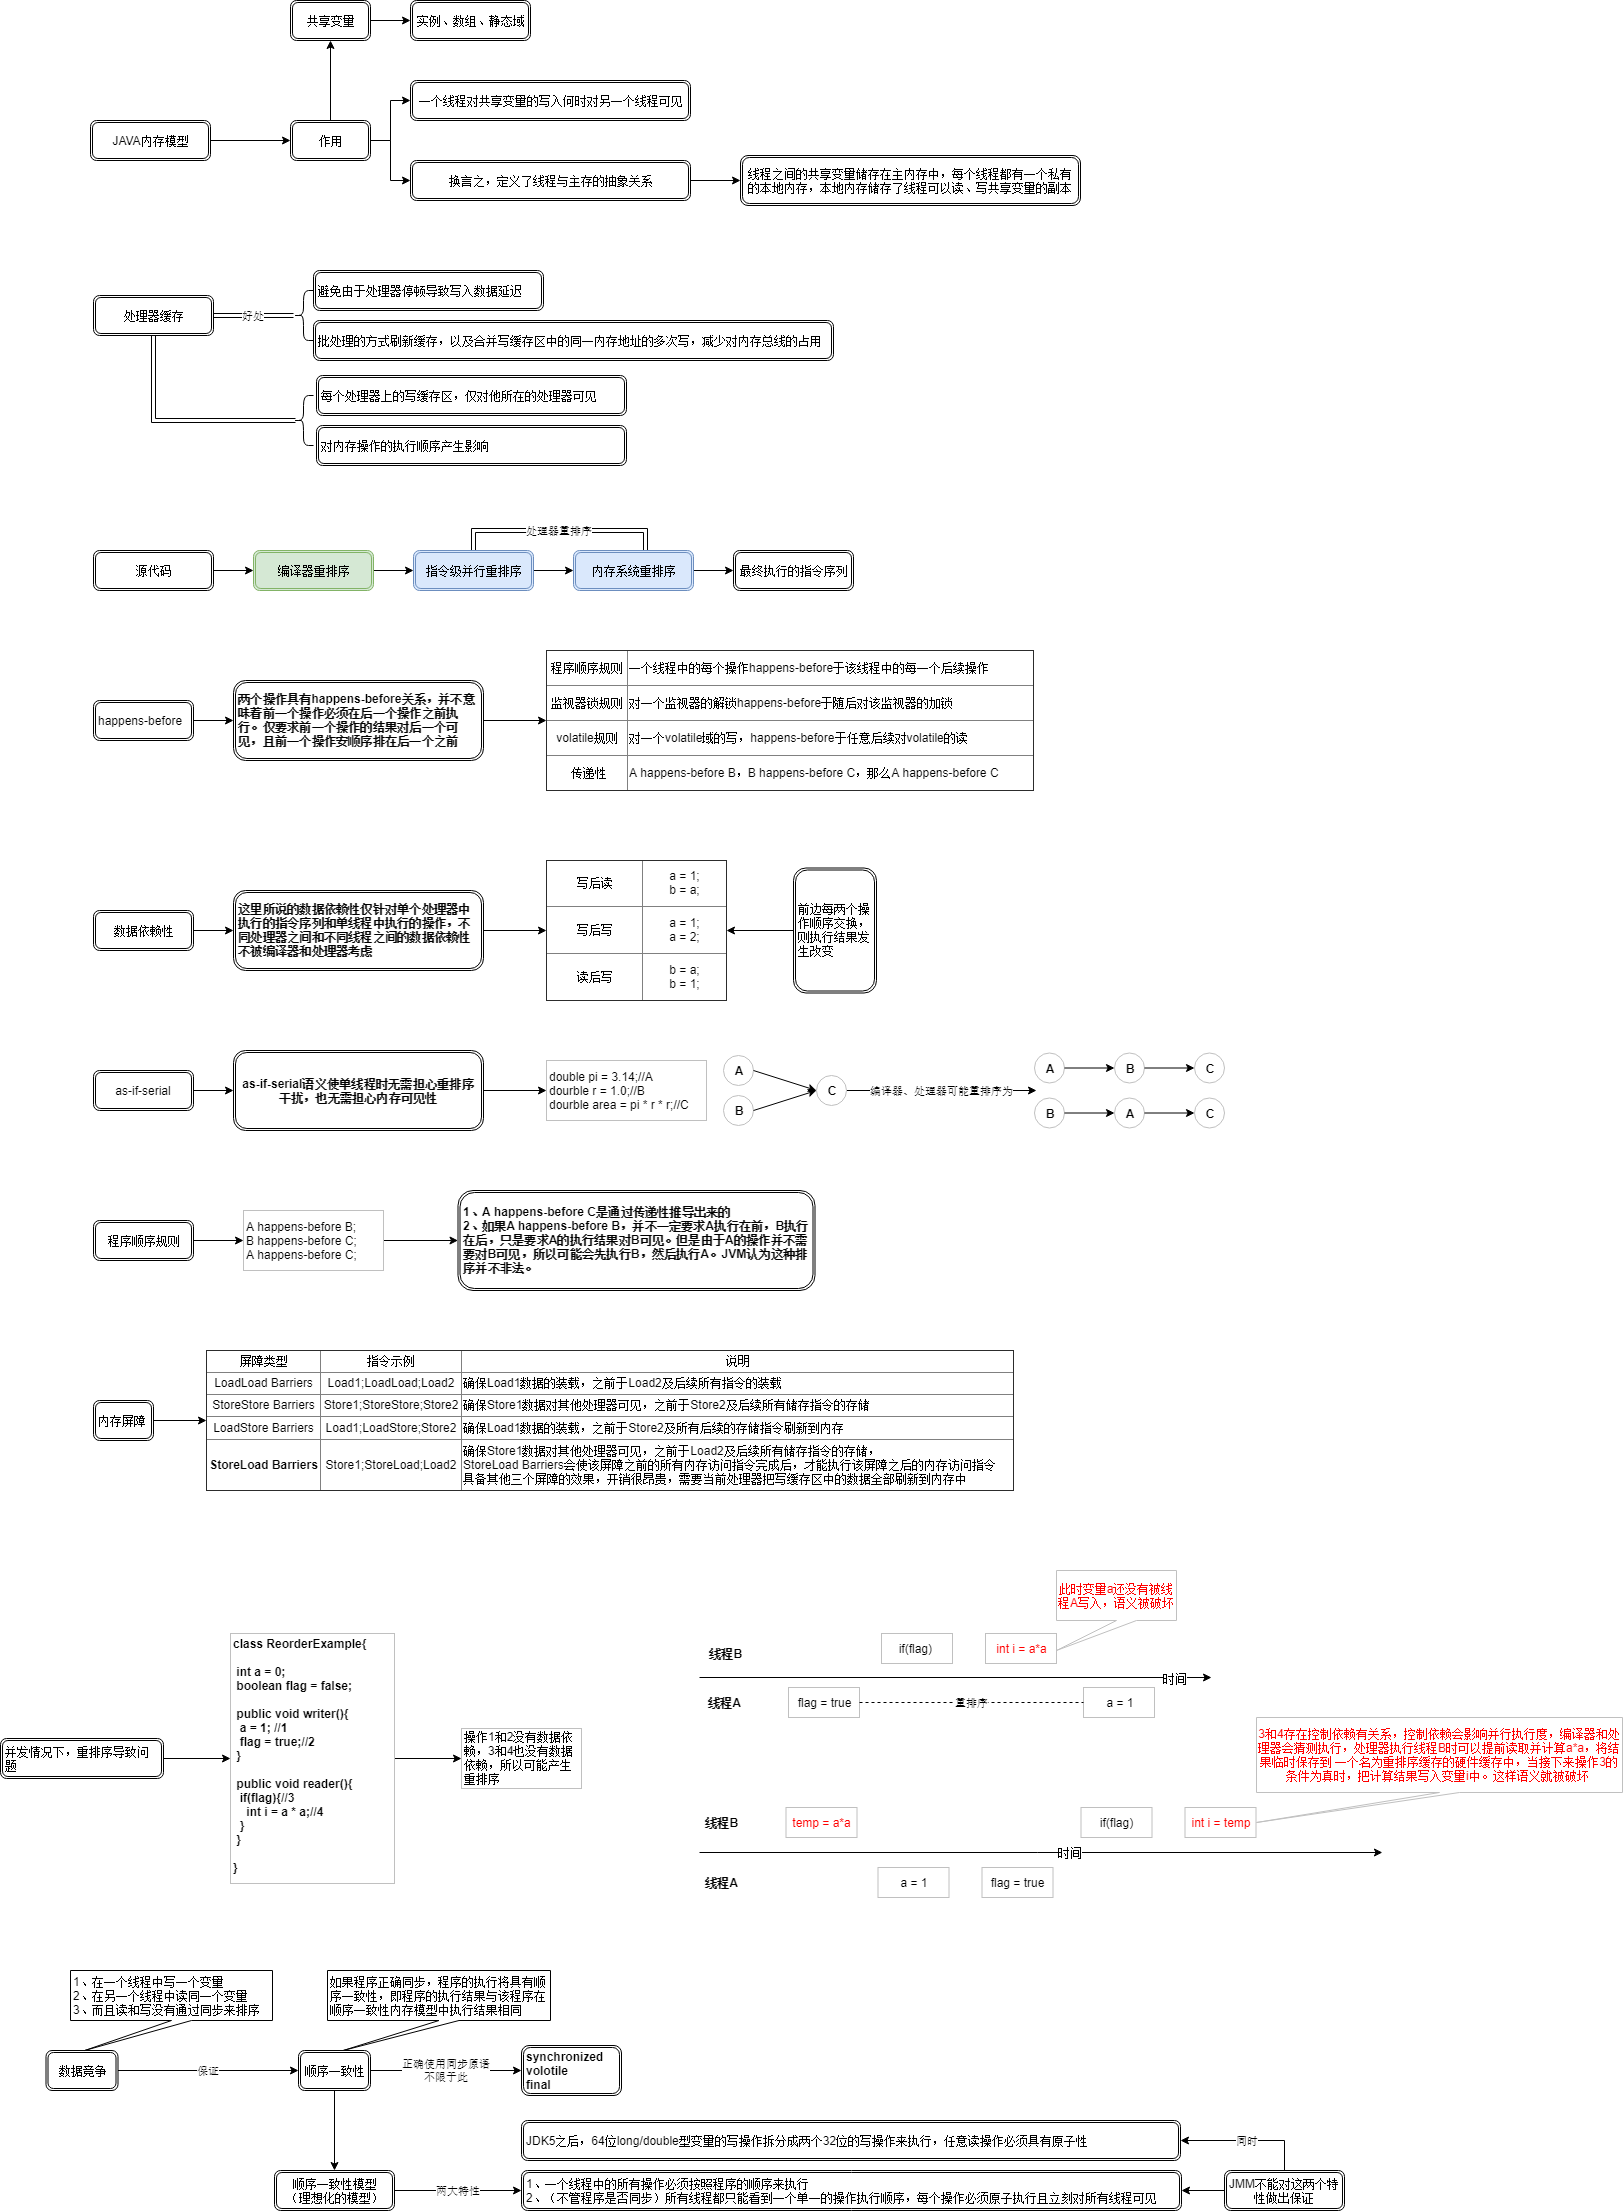 共享变量
实例、数组、静态域
一个线程对共享变量的写入何时对另一个线程可见
JAVA内存模型
作用
换言之，定义了线程与主存的抽象关系
线程之间的共享变量储存在主内存中，每个线程都有一个私有
的本地内存，本地内存储存了线程可以读、写共享变量的副本
避免由于处理器停顿导致写入数据延迟
处理器缓存
好处
批处理的方式刷新缓存，以及合并写缓存区中的同一内存地址的多次写，减少对内存总线的占用
每个处理器上的写缓存区，仅对他所在的处理器可见
对内存操作的执行顺序产生影响
处理器重排序
源代码
编译器重排序
指令级并行重排序
内存系统重排序
最终执行的指令序列
happens-before
两个操作具有happens-before关系，并不意
味着前一个操作必须在后一个操作之前执
行。仅要求前一个操作的结果对后一个可
见，且前一个操作安顺序排在后一个之前
程序顺序规则
一个线程中的每个操作happens-before于该线程中的每一个后续操作
监视器锁规则
对一个监视器的解锁happens-before于随后对该监视器的加锁
volatile规则
对一个volatile域的写，happens-before于任意后续对volatile的读
传递性
A happens-before B，B happens-before C，那么A happens-before C
数据依赖性
这里所说的数据依赖性仅针对单个处理器中
执行的指令序列和单线程中执行的操作，不
同处理器之间和不同线程之间的数据依赖性
不被编译器和处理器考虑
写后读
a = 1;
b = a;
写后写
a = 1;
a = 2;
读后写
b = a;
b = 1;
前边每两个操
作顺序交换，
则执行结果发
生改变
as-if-serial
as-if-serial语义使单线程时无需担心重排序
干扰，也无需担心内存可见性
double pi = 3.14;//A
dourble r = 1.0;//B
dourble area = pi * r * r;//C
A
B
C
编译器、处理器可能重排序为
A
B
C
B
A
C
程序顺序规则
A happens-before B;
B happens-before C;
A happens-before C;
1、A happens-before C是通过传递性推导出来的
2、如果A happens-before B，并不一定要求A执行在前，B执行
在后，只是要求A的执行结果对B可见。但是由于A的操作并不需
要对B可见，所以可能会先执行B，然后执行A。JVM认为这种排
序并不非法。
内存屏障
屏障类型
指令示例
说明
LoadLoad Barriers
Load1;LoadLoad;Load2
确保Load1数据的装载，之前于Load2及后续所有指令的装载
StoreStore Barriers
Store1;StoreStore;Store2
确保Store1数据对其他处理器可见，之前于Store2及后续所有储存指令的存储
LoadStore Barriers
Load1;LoadStore;Store2
确保Load1数据的装载，之前于Store2及所有后续的存储指令刷新到内存
StoreLoad Barriers
Store1;StoreLoad;Load2
确保Store1数据对其他处理器可见，之前于Load2及后续所有储存指令的存储，
StoreLoad Barriers会使该屏障之前的所有内存访问指令完成后，才能执行该屏障之后的内存访问指令
具备其他三个屏障的效果，开销很昂贵，需要当前处理器把写缓存区中的数据全部刷新到内存中
并发情况下，重排序导致问
题
class ReorderExample{
int a = 0;
boolean flag = false;
public void writer(){
a = 1; //1
flag = true;//2
}
public void reader(){
if(flag){//3
int i = a * a;//4
}
}
}
操作1和2没有数据依
赖，3和4也没有数据
依赖，所以可能产生
重排序
此时变量a还没有被线
程A写入，语义被破坏
线程B
if(flag)
int i = a*a
时间
线程A
flag = true
重排序
a = 1
3和4存在控制依赖有关系，控制依赖会影响并行执行度，编译器和处
理器会猜测执行，处理器执行线程B时可以提前读取并计算a*a，将结
果临时保存到一个名为重排序缓存的硬件缓存中，当接下来操作3的
条件为真时，把计算结果写入变量i中。这样语义就被破坏
线程B
temp = a*a
if(flag)
int i = temp
时间
线程A
a = 1
flag = true
1、在一个线程中写一个变量
2、在另一个线程中读同一个变量
3、而且读和写没有通过同步来排序
如果程序正确同步，程序的执行将具有顺
序一致性，即程序的执行结果与该程序在
顺序一致性内存模型中执行结果相同
数据竞争
保证
顺序一致性
正确使用同步原语
不限于此
synchronized
volotile
final
JDK5之后，64位long/double型变量的写操作拆分成两个32位的写操作来执行，任意读操作必须具有原子性
同时
顺序一致性模型
（理想化的模型）
两大特性
1、一个线程中的所有操作必须按照程序的顺序来执行
2、（不管程序是否同步）所有线程都只能看到一个单一的操作执行顺序，每个操作必须原子执行且立刻对所有线程可见
JMM不能对这两个特
性做出保证